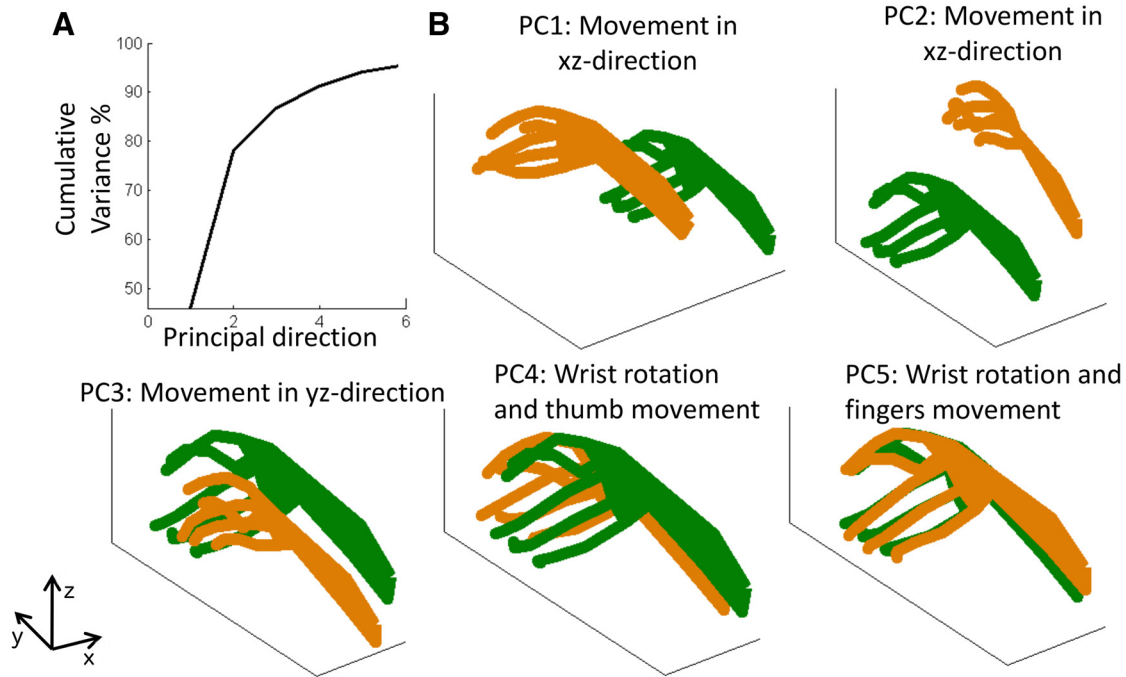 A
100
90
80
70
60
50
0
2
4
6
Cumulative
Variance %
Principal direction
B
PC1: Movement in
xz-direction
PC2: Movement in
xz-direction
PC3: Movement in yz-direction
PC4: Wrist rotation
and thumb movement
PC5: Wrist rotation and
fingers movement
z
y
x